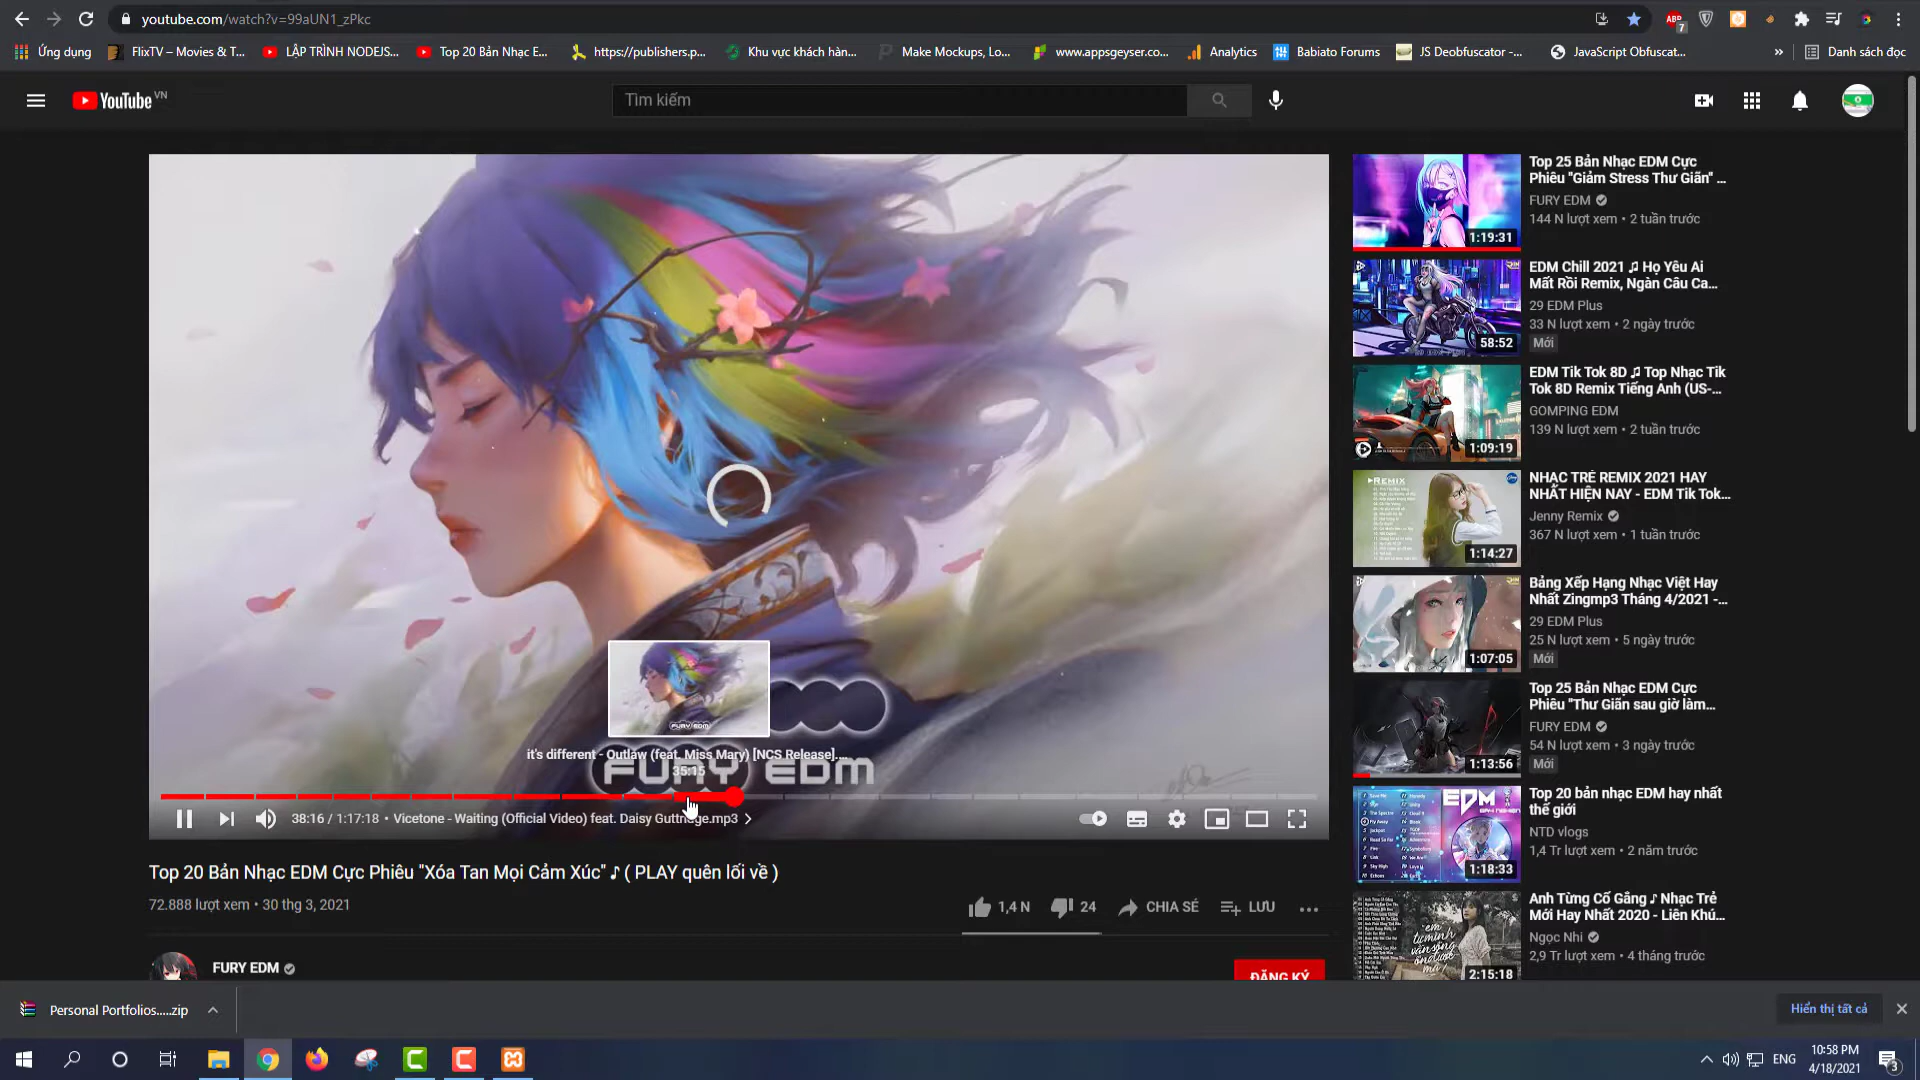 youtube.com/watch?v=99aUN1_zPkc
ABP
7
Ứng dụng
FlixTV – Movies & T...
LẬP TRÌNH NODEJS...
Top 20 Bản Nhạc E...
https://publishers.p...
Khu vực khách hàn...
Make Mockups, Lo...
www.appsgeyser.co...
Analytics
Babiato Forums
JS Deobfuscator -...
JavaScript Obfuscat...
»
Danh sách đọc
YouTube VN
Tìm kiếm
it's different - Outlaw (feat. Miss Mary) [NCS Release]....
35:15
FURY EDM
38:16 / 1:17:18 • Vicetone - Waiting (Official Video) feat. Daisy Guttridge.mp3
Top 20 Bản Nhạc EDM Cực Phiêu "Xóa Tan Mọi Cảm Xúc" ♪ ( PLAY quên lối về )
72.888 lượt xem • 30 thg 3, 2021
1,4 N
24
CHIA SẺ
LƯU
FURY EDM
ĐĂNG KÝ
1:19:31
Top 25 Bản Nhạc EDM Cực
Phiêu "Giảm Stress Thư Giãn" ...
FURY EDM
144 N lượt xem • 2 tuần trước
58:52
EDM Chill 2021 ♫ Họ Yêu Ai
Mất Rồi Remix, Ngàn Câu Ca...
29 EDM Plus
33 N lượt xem • 2 ngày trước
Mới
1:09:19
EDM Tik Tok 8D ♫ Top Nhạc Tik
Tok 8D Remix Tiếng Anh (US-...
GOMPING EDM
139 N lượt xem • 2 tuần trước
REMIX
1:14:27
NHẠC TRẺ REMIX 2021 HAY
NHẤT HIỆN NAY - EDM Tik Tok...
Jenny Remix
367 N lượt xem • 1 tuần trước
1:07:05
Bảng Xếp Hạng Nhạc Việt Hay
Nhất Zingmp3 Tháng 4/2021 -...
29 EDM Plus
25 N lượt xem • 5 ngày trước
Mới
1:13:56
Top 25 Bản Nhạc EDM Cực
Phiêu "Thư Giãn sau giờ làm...
FURY EDM
54 N lượt xem • 3 ngày trước
Mới
EDM
1:18:33
Top 20 bản nhạc EDM hay nhất
thế giới
NTD vlogs
1,4 Tr lượt xem • 2 năm trước
2:15:18
Anh Từng Cố Gắng ♪ Nhạc Trẻ
Mới Hay Nhất 2020 - Liên Khú...
Ngọc Nhi
2,9 Tr lượt xem • 4 tháng trước
Personal Portfolios.....zip
Hiển thị tất cả
ENG
10:58 PM
4/18/2021
3